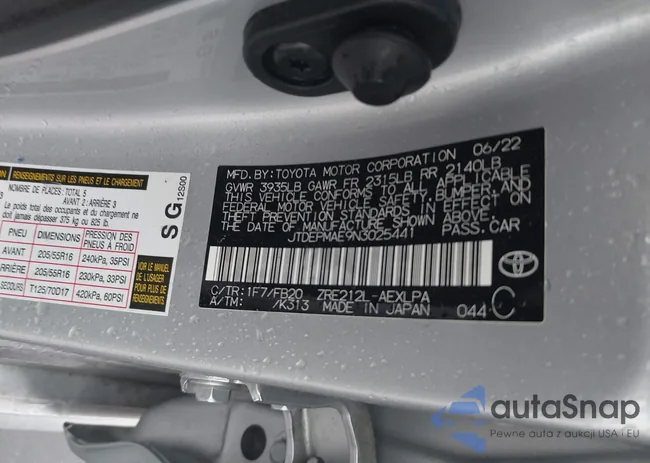 RENSEIGNEMENTS SUR LES PNEUS ET LE CHARGEMENT
NOMBRE DE PLACES: TOTAL 5
AVANT 2: ARRIÈRE 3
Le poids total des occupants et du chargement ne
doit jamais dépasser 375 kg ou 825 lb.
PNEU DIMENSIONS PRESSION DES PNEUS À FROID
AVANT 205/55R16 240kPa, 35PSI
ARRIÈRE 205/55R16 230kPa, 33PSI
SECOURS T125/70D17 420kPa, 60PSI
VOIR LE MANUEL DE L'USAGER POUR PLUS DE
SG 12S00
MFD. BY: TOYOTA MOTOR CORPORATION 06/22
GVWR 3935LB GAWR FR 2315LB RR 2140LB
THIS VEHICLE CONFORMS TO ALL APPLICABLE
FEDERAL MOTOR VEHICLE SAFETY, BUMPER, AND
THEFT PREVENTION STANDARDS IN EFFECT ON
THE DATE OF MANUFACTURE SHOWN ABOVE.
JTDEPMAE9N3025441 PASS.CAR
C/TR: 1F7/FB20 ZRE212L-AEXLPA
A/TM: /K313 MADE IN JAPAN 044 C
TOYOTA
autaSnap
Pewne auta z aukcji USA i EU